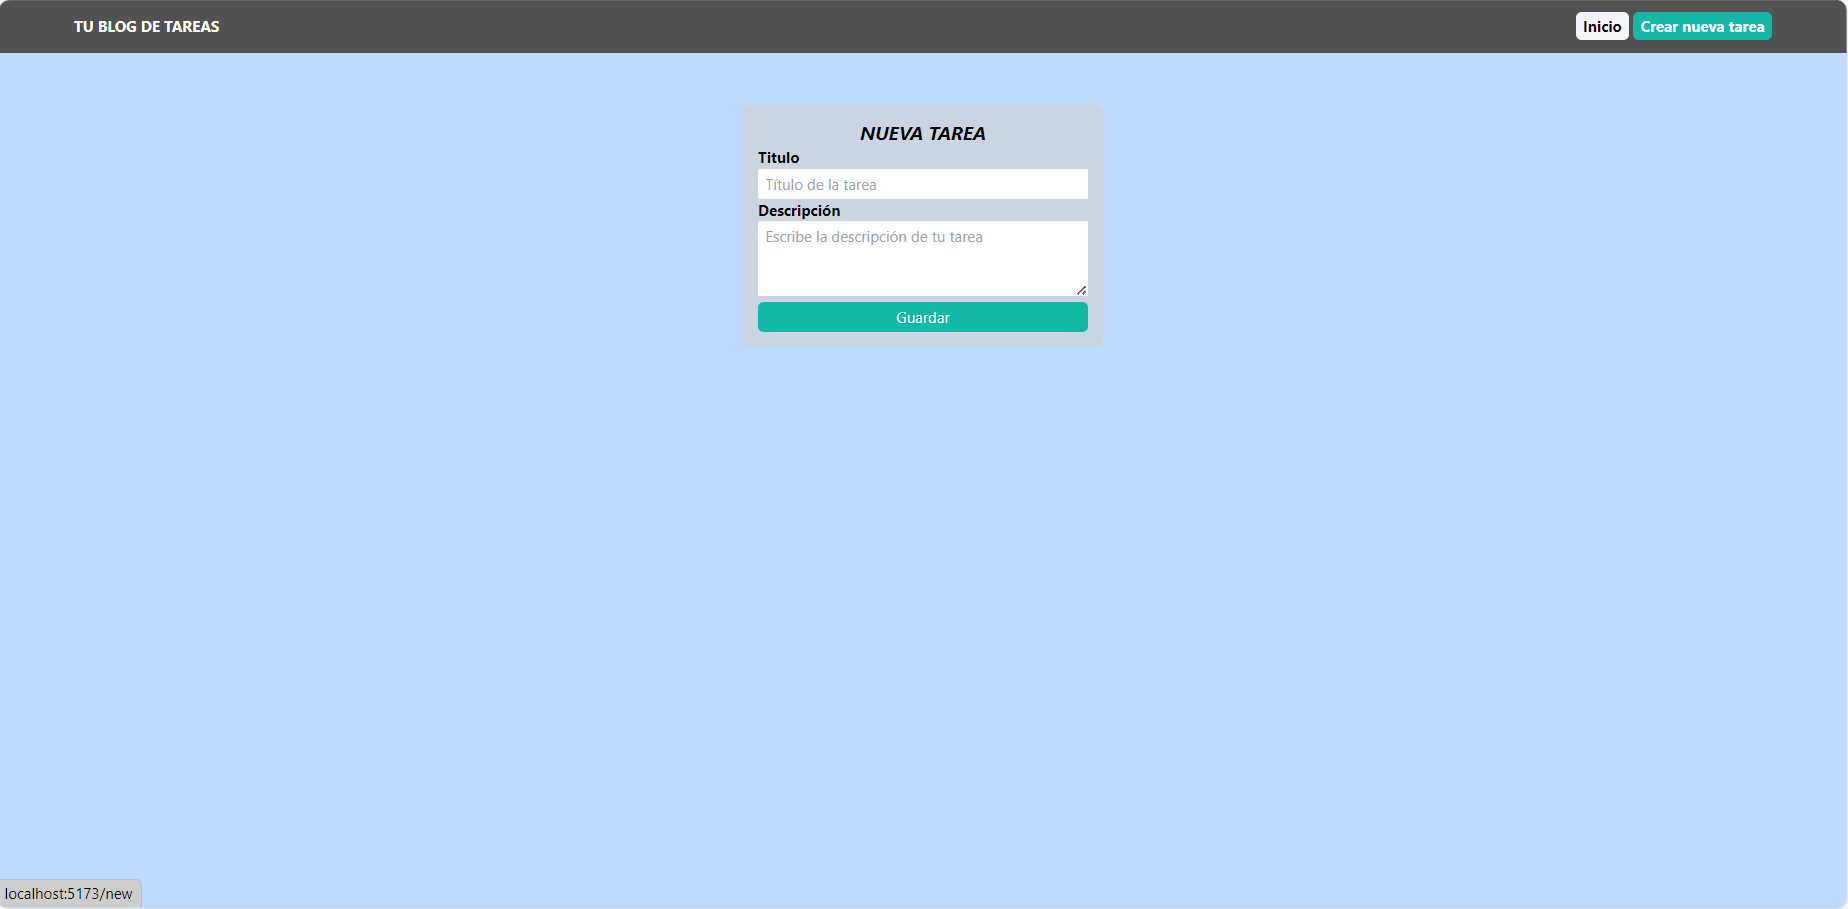 TU BLOG DE TAREAS
Inicio
Crear nueva tarea
NUEVA TAREA
Titulo
Título de la tarea
Descripción
Escribe la descripción de tu tarea
Guardar
localhost:5173/new